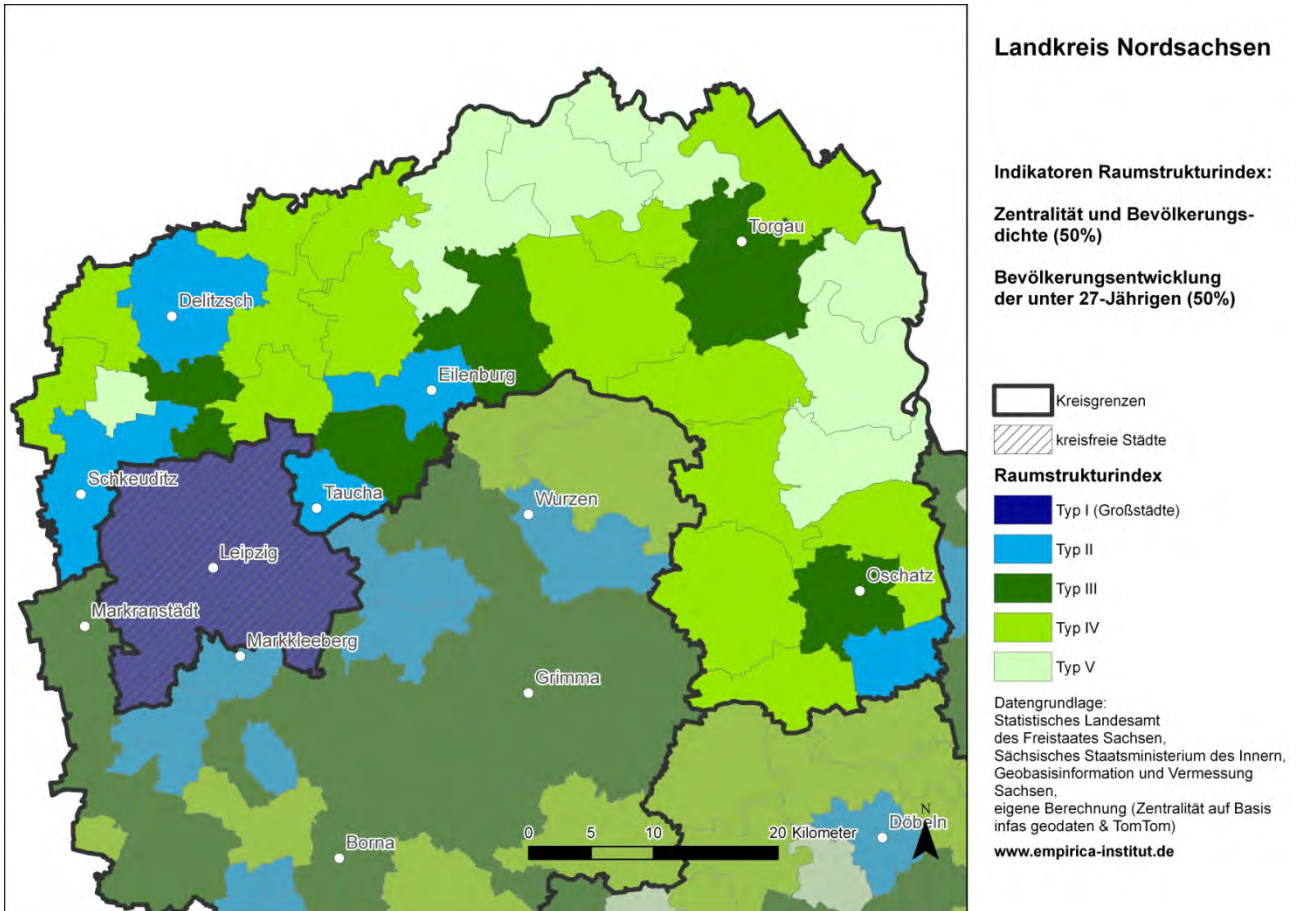 Landkreis Nordsachsen
Indikatoren Raumstrukturindex:
Zentralität und Bevölkerungs-
dichte (50%)
Bevölkerungsentwicklung
der unter 27-Jährigen (50%)
Kreisgrenzen
kreisfreie Städte
Raumstrukturindex
Typ I (Großstädte)
Typ II
Typ III
Typ IV
Typ V
Datengrundlage:
Statistisches Landesamt
des Freistaates Sachsen,
Sächsisches Staatsministerium des Innern,
Geobasisinformation und Vermessung
Sachsen,
eigene Berechnung (Zentralität auf Basis
infas geodaten & TomTom)
www.empirica-institut.de
Torgau
Delitzsch
Eilenburg
Schkeuditz
Taucha
Wurzen
Leipzig
Oschatz
Markranstädt
Markkleeberg
Grimma
Döbeln
Borna
N
0 5 10 20 Kilometer